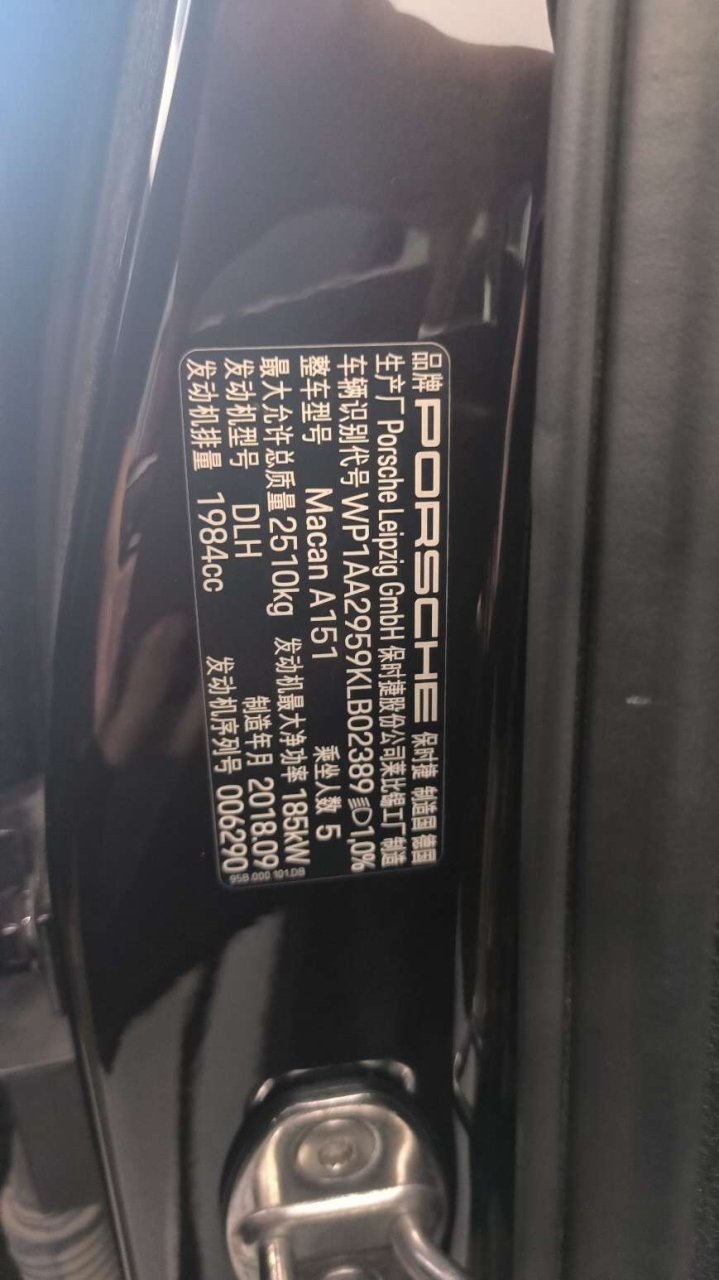 品牌 PORSCHE 保时捷 制造国 德国
生产厂 Porsche Leipzig GmbH 保时捷股份公司莱比锡工厂制造
车辆识别代号 WP1AA2959KLB02389 1,0%
整车型号 Macan A151 乘坐人数 5
最大允许总质量 2510kg 发动机最大净功率 185kW
发动机型号 DLH 制造年月 2018.09
发动机排量 1984cc 发动机序列号 006290
95B.000.101.DB